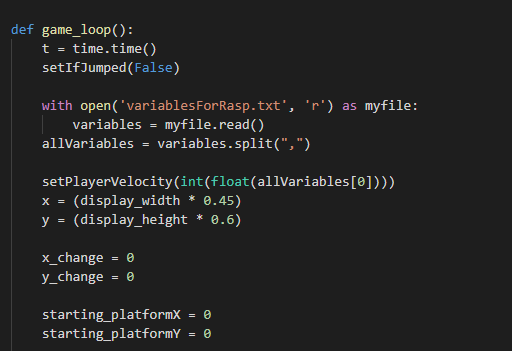 def game_loop():
    t = time.time()
    setIfJumped(False)

    with open('variablesForRasp.txt', 'r') as myfile:
        variables = myfile.read()
    allVariables = variables.split(",")

    setPlayerVelocity(int(float(allVariables[0])))
    x = (display_width * 0.45)
    y = (display_height * 0.6)

    x_change = 0
    y_change = 0

    starting_platformX = 0
    starting_platformY = 0